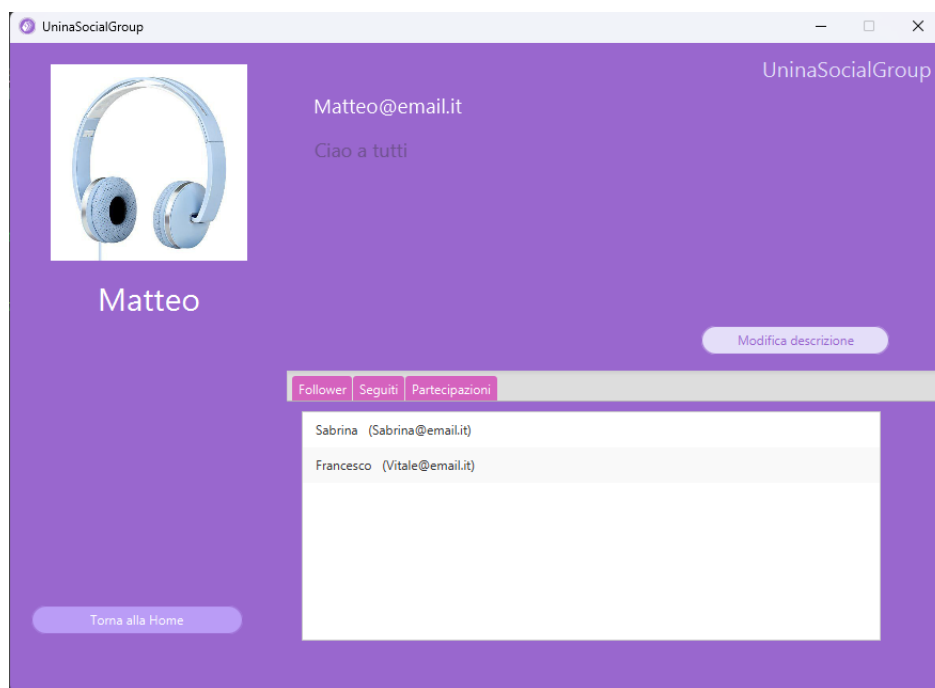 UninaSocialGroup
UninaSocialGroup
Matteo@email.it
Ciao a tutti
Matteo
Modifica descrizione
Follower Seguiti Partecipazioni
Sabrina (Sabrina@email.it)
Francesco (Vitale@email.it)
Torna alla Home